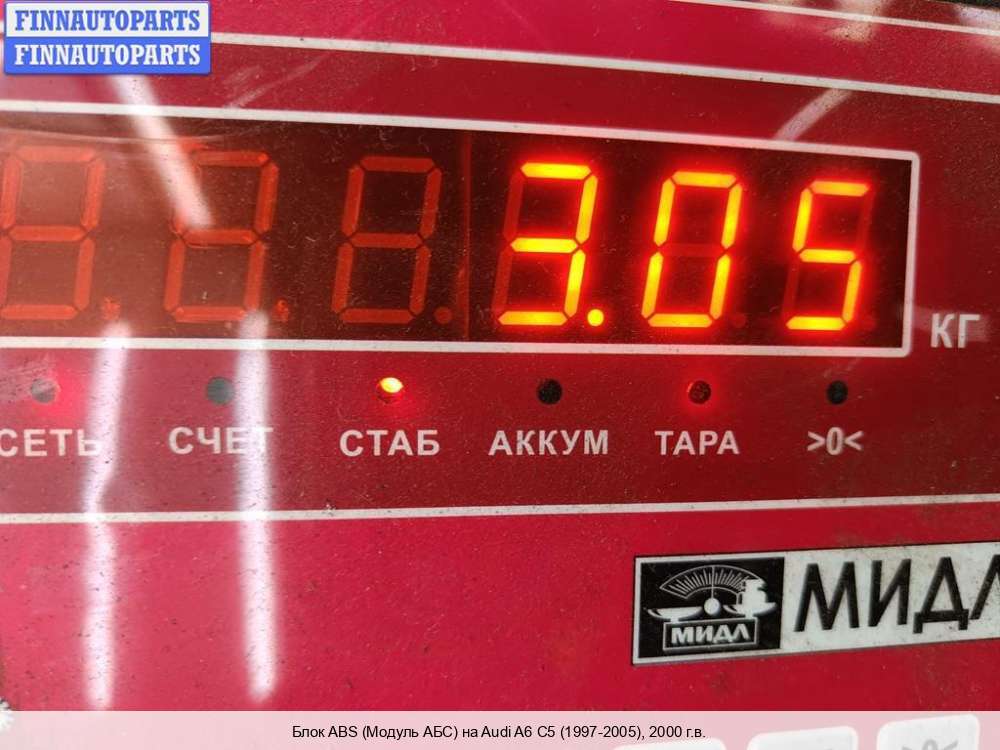 FINNAUTOPARTS
FINNAUTOPARTS
3.05
КГ
СЕТЬ СЧЕТ СТАБ АККУМ ТАРА >0<
МИДЛ МИДЛ
Блок ABS (Модуль АБС) на Audi A6 C5 (1997-2005), 2000 г.в.